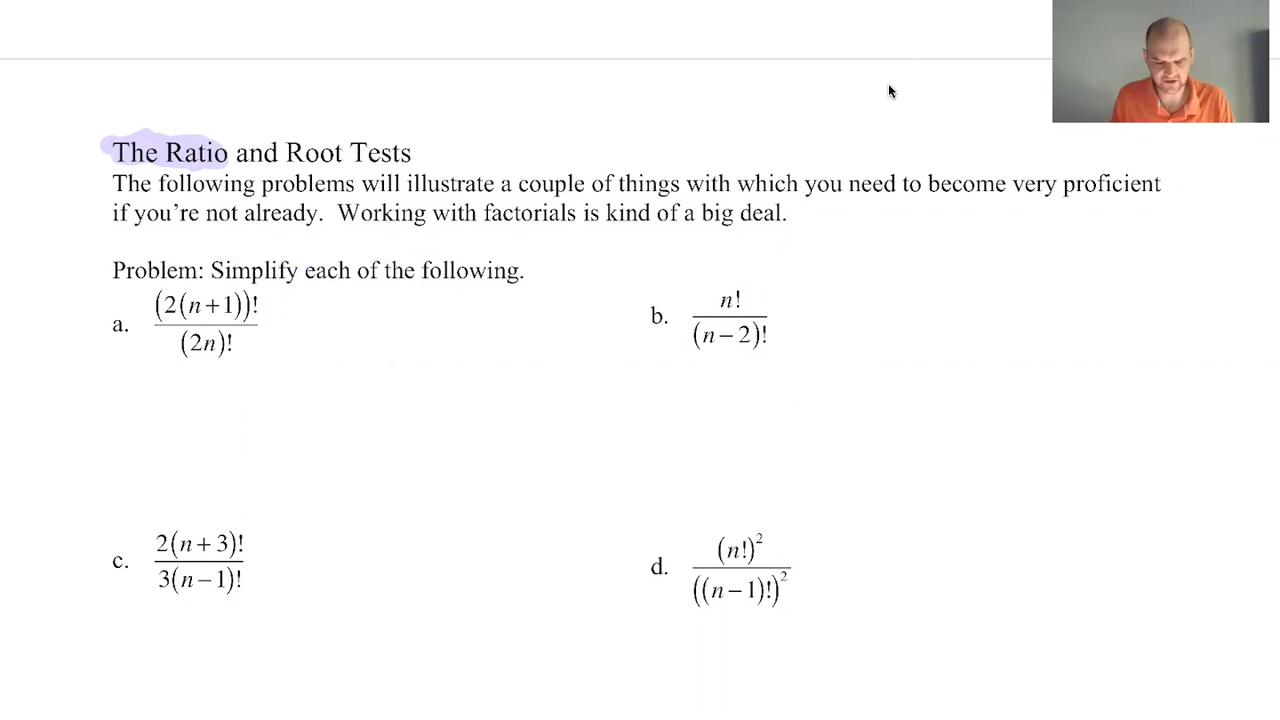 The Ratio and Root Tests
The following problems will illustrate a couple of things with which you need to become very proficient
if you're not already.  Working with factorials is kind of a big deal.
Problem: Simplify each of the following.
a. (2(n+1))! / (2n)!
b. n! / (n−2)!
c. 2(n+3)! / 3(n−1)!
d. (n!)² / ((n−1)!)²